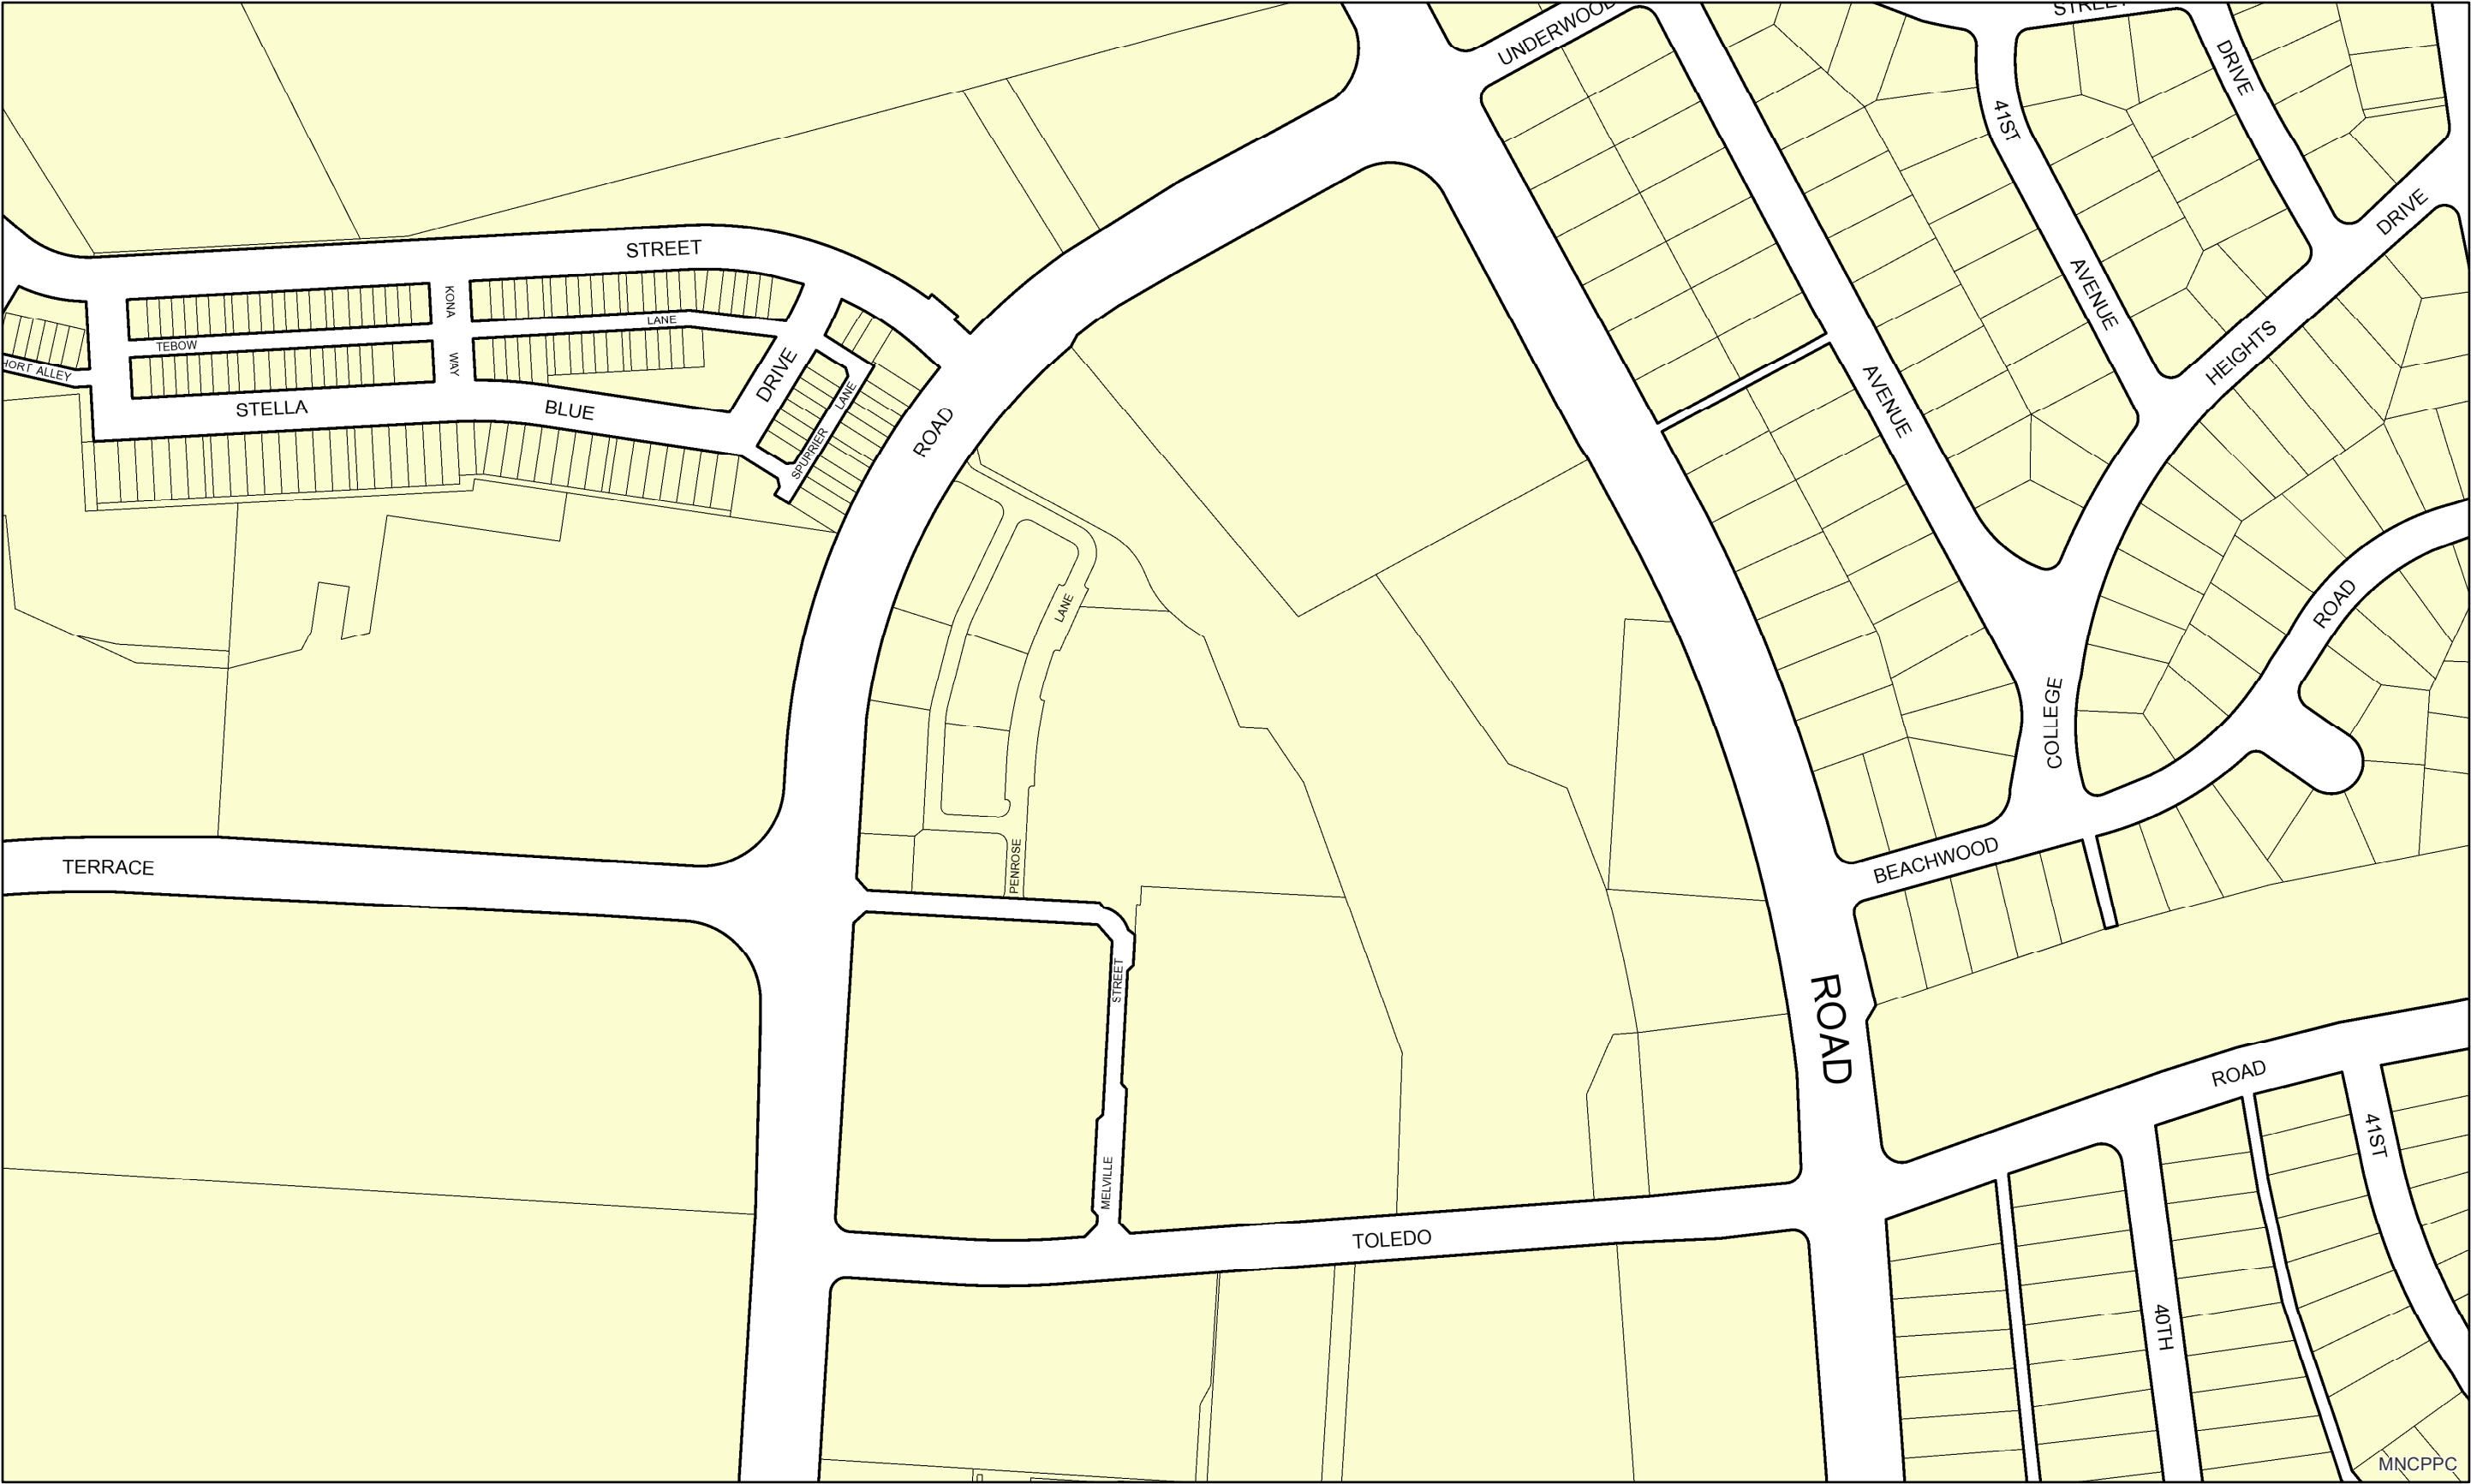 STREET
UNDERWOOD
DRIVE
41ST
DRIVE
STREET
KONA
AVENUE
LANE
TEBOW
HEIGHTS
WAY
HORT ALLEY
DRIVE
LANE
AVENUE
STELLA
BLUE
ROAD
SPURRIER
LANE
ROAD
COLLEGE
TERRACE
PENROSE
BEACHWOOD
STREET
ROAD
ROAD
41ST
MELVILLE
TOLEDO
40TH
MNCPPC